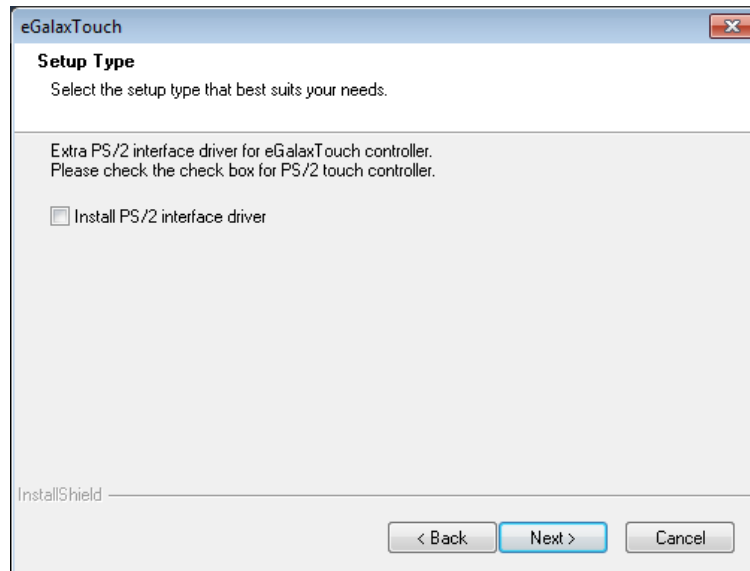 eGalaxTouch
Setup Type
Select the setup type that best suits your needs.
Extra PS/2 interface driver for eGalaxTouch controller.
Please check the check box for PS/2 touch controller.
Install PS/2 interface driver
InstallShield
< Back
Next >
Cancel